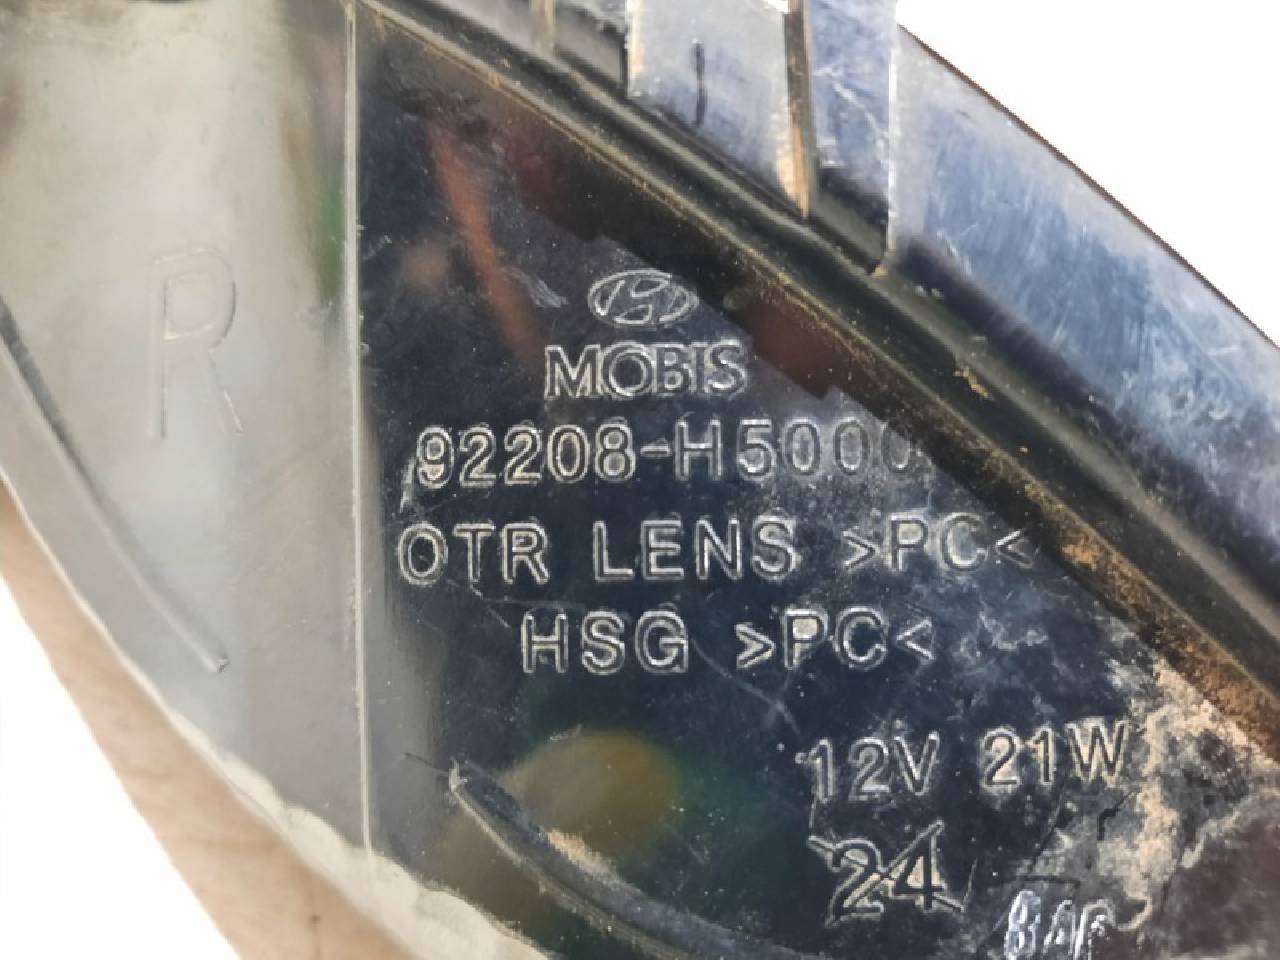 R
MOBIS
92208-H5000
OTR LENS >PC<
HSG >PC<
12V 21W
24